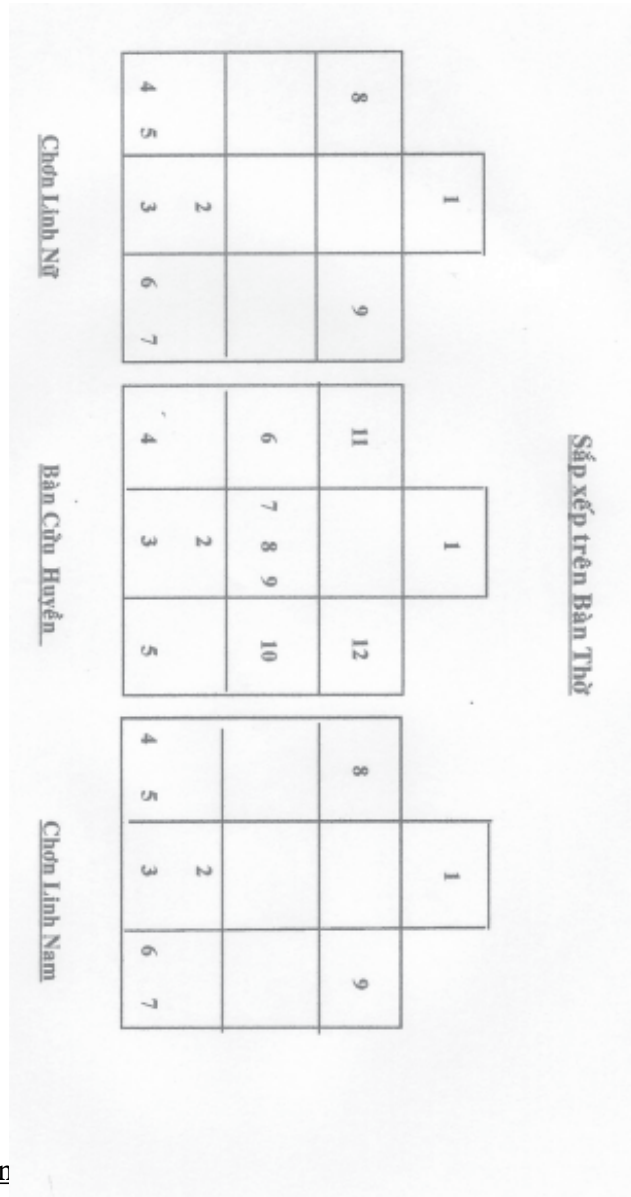 Sắp xếp trên Bàn Thờ
1 1 1
8 9 11 12 8 9
6 7 8 9 10
2 2 2
4 5 3 6 7 4 3 5 4 5 3 6 7
Chơn Linh Nữ Bàn Cửu Huyền Chơn Linh Nam